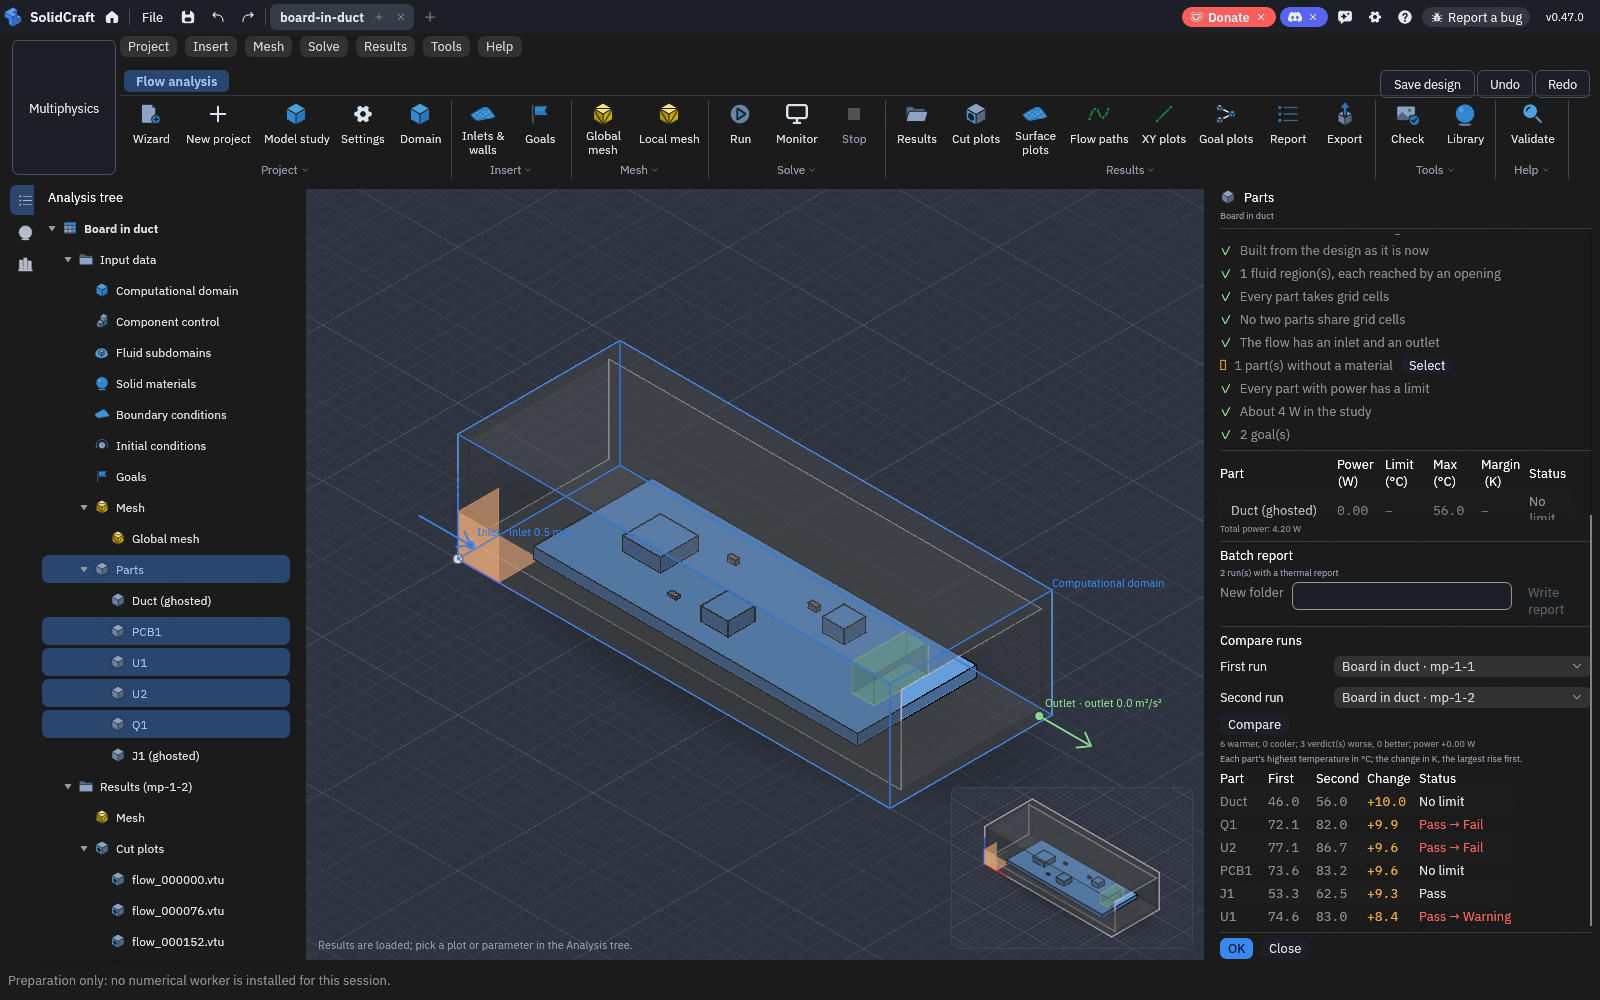 SolidCraft
File
board-in-duct
Donate
Report a bug
v0.47.0
Multiphysics
Project
Insert
Mesh
Solve
Results
Tools
Help
Flow analysis
Save design
Undo
Redo
Wizard
New project
Model study
Settings
Domain
Inlets & walls
Goals
Global mesh
Local mesh
Run
Monitor
Stop
Results
Cut plots
Surface plots
Flow paths
XY plots
Goal plots
Report
Export
Check
Library
Validate
Project
Insert
Mesh
Solve
Results
Tools
Help
Analysis tree
Board in duct
Input data
Computational domain
Component control
Fluid subdomains
Solid materials
Boundary conditions
Initial conditions
Goals
Mesh
Global mesh
Parts
Duct (ghosted)
PCB1
U1
U2
Q1
J1 (ghosted)
Results (mp-1-2)
Mesh
Cut plots
flow_000000.vtu
flow_000076.vtu
flow_000152.vtu
Inlet · inlet 0.5
Computational domain
Outlet · outlet 0.0 m²/s²
Results are loaded; pick a plot or parameter in the Analysis tree.
Parts
Board in duct
Built from the design as it is now
1 fluid region(s), each reached by an opening
Every part takes grid cells
No two parts share grid cells
The flow has an inlet and an outlet
1 part(s) without a material Select
Every part with power has a limit
About 4 W in the study
2 goal(s)
Part Power (W) Limit (°C) Max (°C) Margin (K) Status
Duct (ghosted) 0.00 – 56.0 – No limit
Total power: 4.20 W
Batch report
2 run(s) with a thermal report
New folder
Write report
Compare runs
First run Board in duct · mp-1-1
Second run Board in duct · mp-1-2
Compare
6 warmer, 0 cooler; 3 verdict(s) worse, 0 better; power +0.00 W
Each part's highest temperature in °C; the change in K, the largest rise first.
Part First Second Change Status
Duct 46.0 56.0 +10.0 No limit
Q1 72.1 82.0 +9.9 Pass → Fail
U2 77.1 86.7 +9.6 Pass → Fail
PCB1 73.6 83.2 +9.6 No limit
J1 53.3 62.5 +9.3 Pass
U1 74.6 83.0 +8.4 Pass → Warning
OK
Close
Preparation only: no numerical worker is installed for this session.